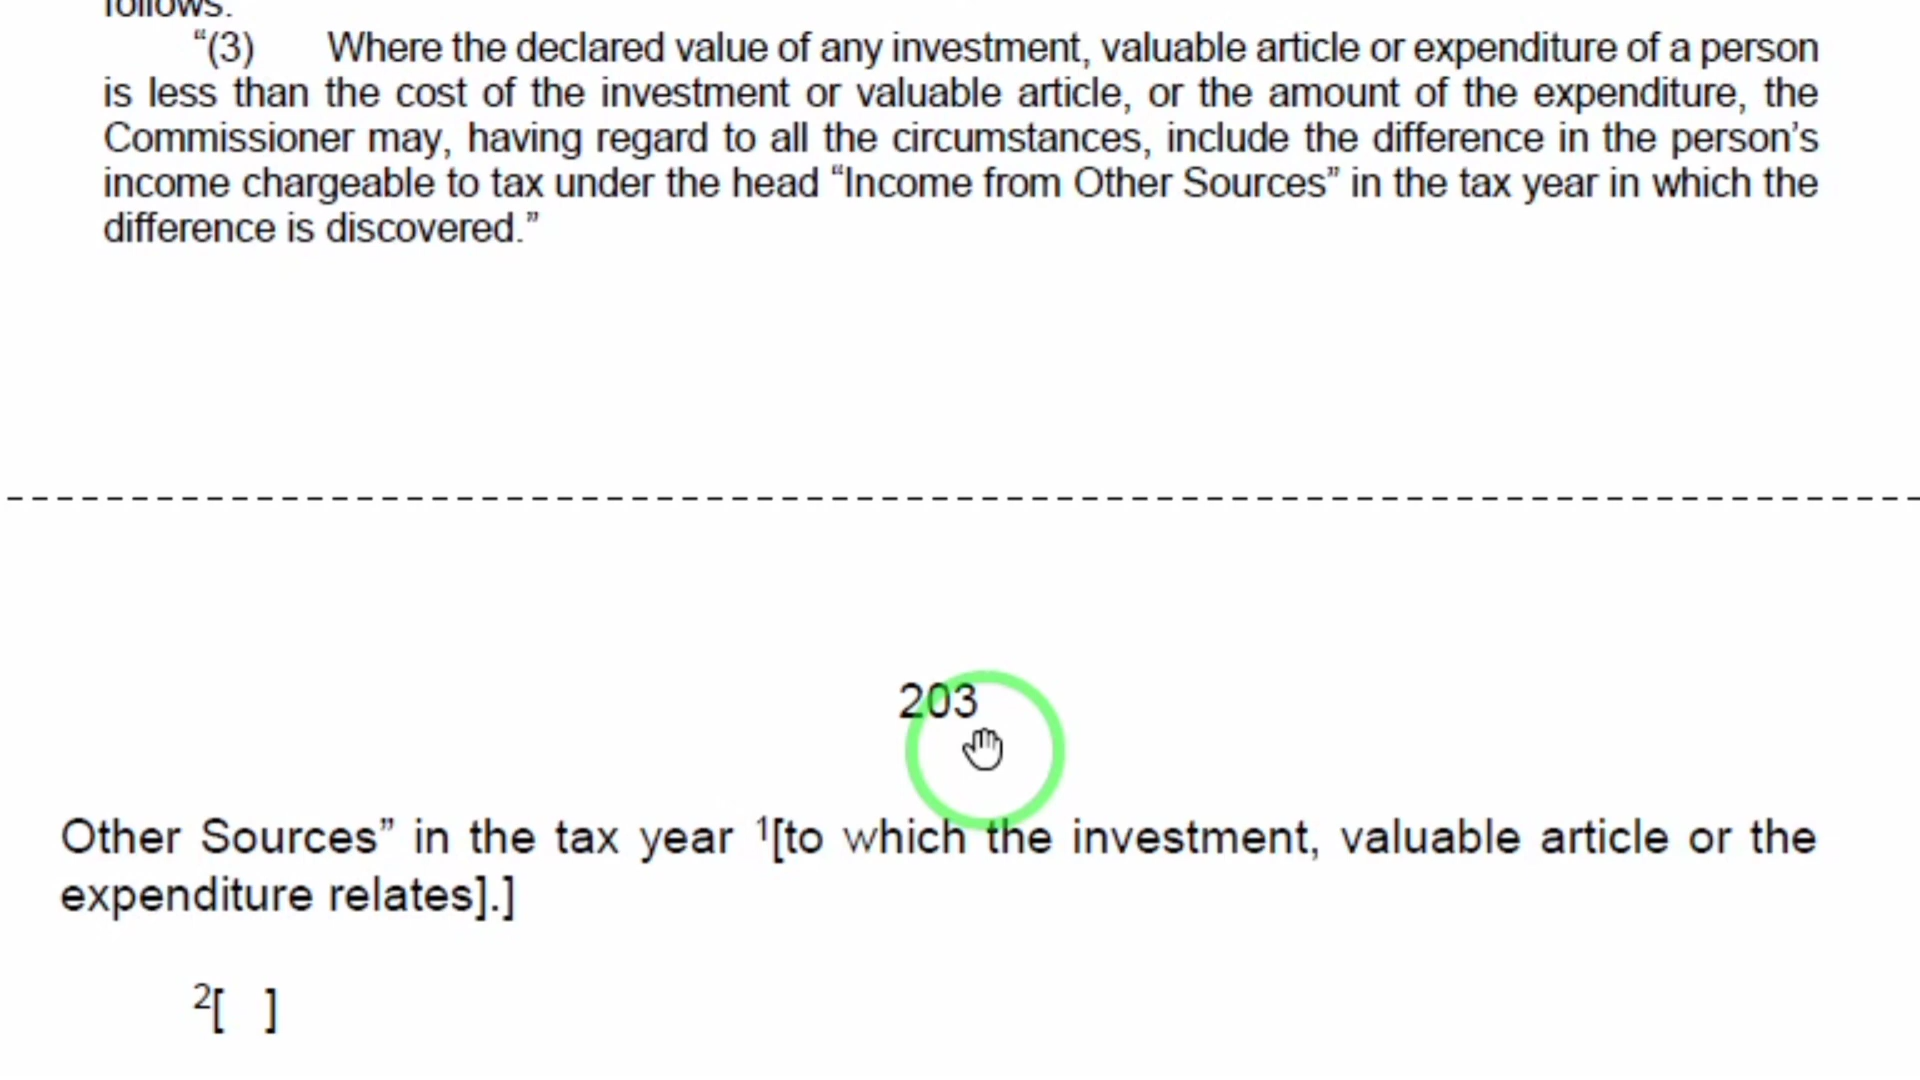 follows.
“(3) Where the declared value of any investment, valuable article or expenditure of a person
is less than the cost of the investment or valuable article, or the amount of the expenditure, the
Commissioner may, having regard to all the circumstances, include the difference in the person’s
income chargeable to tax under the head “Income from Other Sources” in the tax year in which the
difference is discovered.”
203
Other Sources” in the tax year ¹[to which the investment, valuable article or the
expenditure relates].]
²[ ]